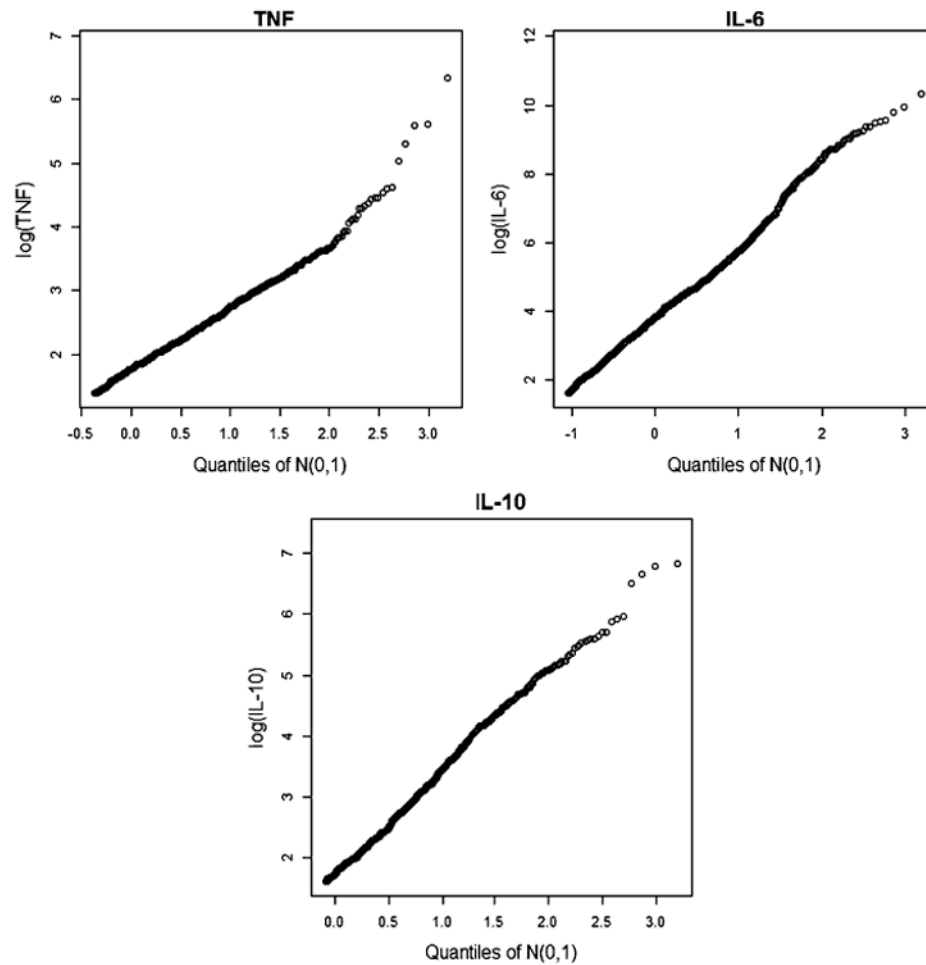 TNF
7
6
5
4
3
2
log(TNF)
-0.5 0.0 0.5 1.0 1.5 2.0 2.5 3.0
Quantiles of N(0,1)
IL-6
12
10
8
6
4
2
log(IL-6)
-1 0 1 2 3
Quantiles of N(0,1)
IL-10
7
6
5
4
3
2
log(IL-10)
0.0 0.5 1.0 1.5 2.0 2.5 3.0
Quantiles of N(0,1)